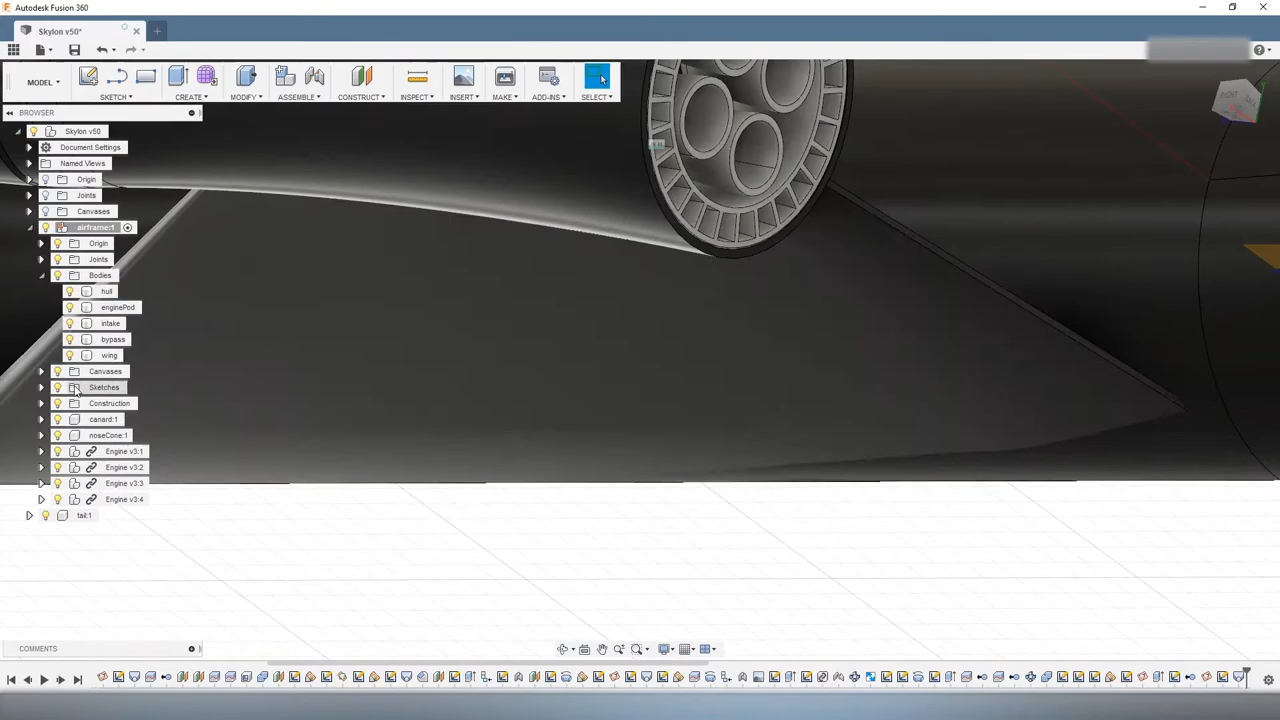 Autodesk Fusion 360
Skylon v50*
MODEL
SKETCH
CREATE
MODIFY
ASSEMBLE
CONSTRUCT
INSPECT
INSERT
MAKE
ADD-INS
SELECT
BROWSER
Skylon v50
Document Settings
Named Views
Origin
Joints
Canvases
airframe:1
Origin
Joints
Bodies
hull
enginePod
intake
bypass
wing
Canvases
Sketches
Construction
canard:1
noseCone:1
Engine v3:1
Engine v3:2
Engine v3:3
Engine v3:4
tail:1
RIGHT
COMMENTS